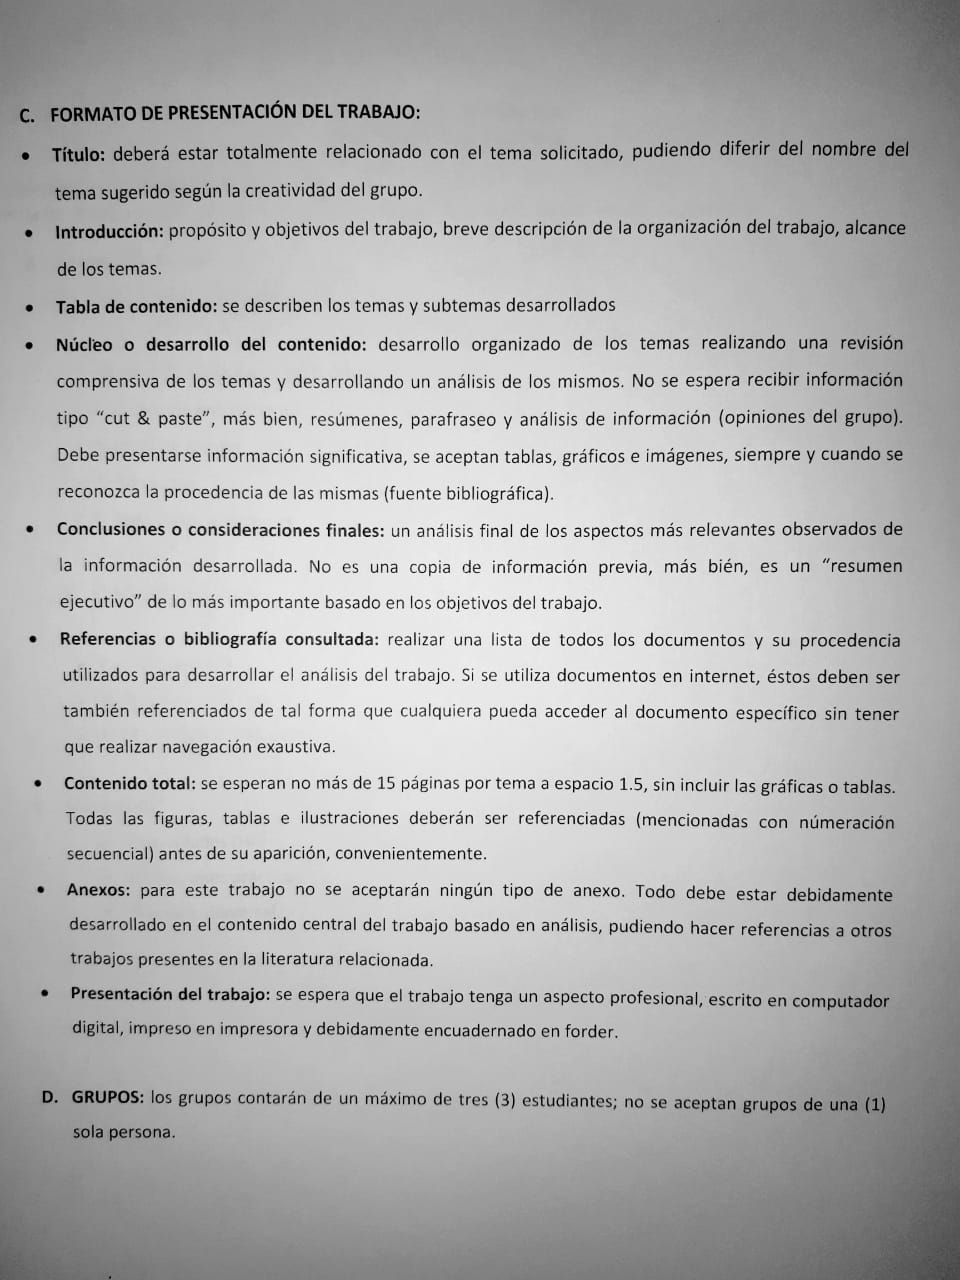 C. FORMATO DE PRESENTACIÓN DEL TRABAJO:
• Título: deberá estar totalmente relacionado con el tema solicitado, pudiendo diferir del nombre del
tema sugerido según la creatividad del grupo.
• Introducción: propósito y objetivos del trabajo, breve descripción de la organización del trabajo, alcance
de los temas.
• Tabla de contenido: se describen los temas y subtemas desarrollados
• Núcleo o desarrollo del contenido: desarrollo organizado de los temas realizando una revisión
comprensiva de los temas y desarrollando un análisis de los mismos. No se espera recibir información
tipo “cut & paste”, más bien, resúmenes, parafraseo y análisis de información (opiniones del grupo).
Debe presentarse información significativa, se aceptan tablas, gráficos e imágenes, siempre y cuando se
reconozca la procedencia de las mismas (fuente bibliográfica).
• Conclusiones o consideraciones finales: un análisis final de los aspectos más relevantes observados de
la información desarrollada. No es una copia de información previa, más bién, es un “resumen
ejecutivo” de lo más importante basado en los objetivos del trabajo.
• Referencias o bibliografía consultada: realizar una lista de todos los documentos y su procedencia
utilizados para desarrollar el análisis del trabajo. Si se utiliza documentos en internet, éstos deben ser
también referenciados de tal forma que cualquiera pueda acceder al documento específico sin tener
que realizar navegación exaustiva.
• Contenido total: se esperan no más de 15 páginas por tema a espacio 1.5, sin incluir las gráficas o tablas.
Todas las figuras, tablas e ilustraciones deberán ser referenciadas (mencionadas con númeración
secuencial) antes de su aparición, convenientemente.
• Anexos: para este trabajo no se aceptarán ningún tipo de anexo. Todo debe estar debidamente
desarrollado en el contenido central del trabajo basado en análisis, pudiendo hacer referencias a otros
trabajos presentes en la literatura relacionada.
• Presentación del trabajo: se espera que el trabajo tenga un aspecto profesional, escrito en computador
digital, impreso en impresora y debidamente encuadernado en forder.
D. GRUPOS: los grupos contarán de un máximo de tres (3) estudiantes; no se aceptan grupos de una (1)
sola persona.